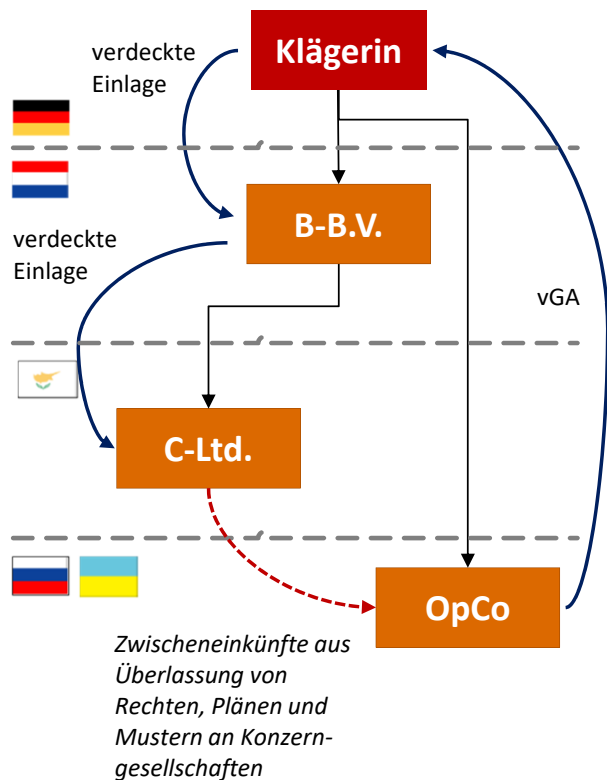 Klägerin
verdeckte
Einlage
B-B.V.
verdeckte
Einlage
vGA
C-Ltd.
OpCo
Zwischeneinkünfte aus
Überlassung von
Rechten, Plänen und
Mustern an Konzern-
gesellschaften